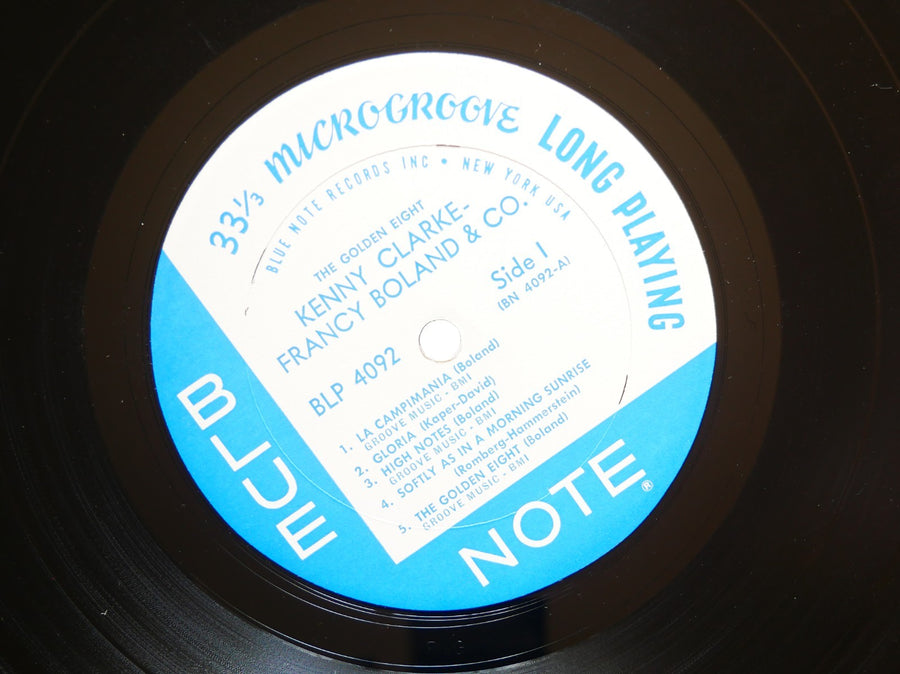 33⅓ MICROGROOVE LONG PLAYING
BLUE NOTE RECORDS INC • NEW YORK USA
THE GOLDEN EIGHT
KENNY CLARKE-
FRANCY BOLAND & CO.
BLP 4092
Side 1
(BN 4092-A)
1. LA CAMPIMANIA (Boland)
GROOVE MUSIC - BMI
2. GLORIA (Kaper-David)
3. HIGH NOTES (Boland)
GROOVE MUSIC - BMI
4. SOFTLY AS IN A MORNING SUNRISE
(Romberg-Hammerstein)
5. THE GOLDEN EIGHT (Boland)
GROOVE MUSIC - BMI
BLUE
NOTE®